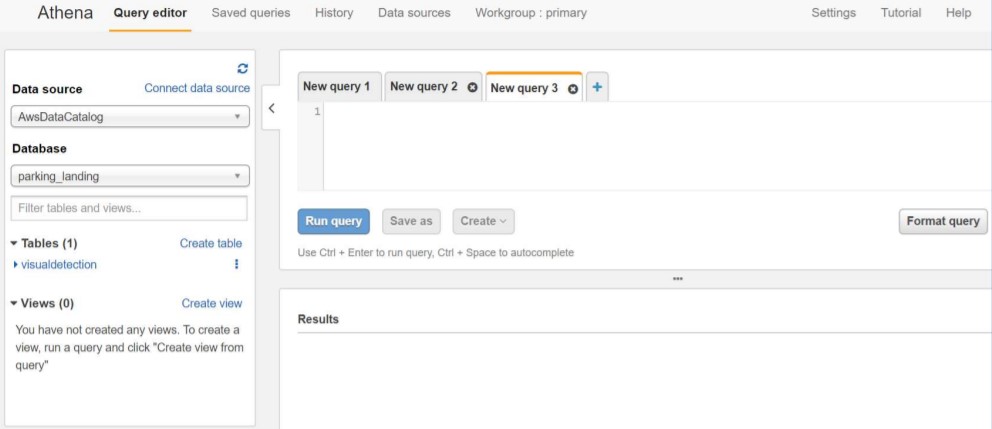 Athena Query editor Saved queries History Data sources Workgroup : primary Settings Tutorial Help
Data source Connect data source
AwsDataCatalog
Database
parking_landing
Filter tables and views...
Tables (1) Create table
visualdetection
Views (0) Create view
You have not created any views. To create a
view, run a query and click "Create view from
query"
New query 1 New query 2 New query 3 +
1
Run query Save as Create Format query
Use Ctrl + Enter to run query, Ctrl + Space to autocomplete
Results